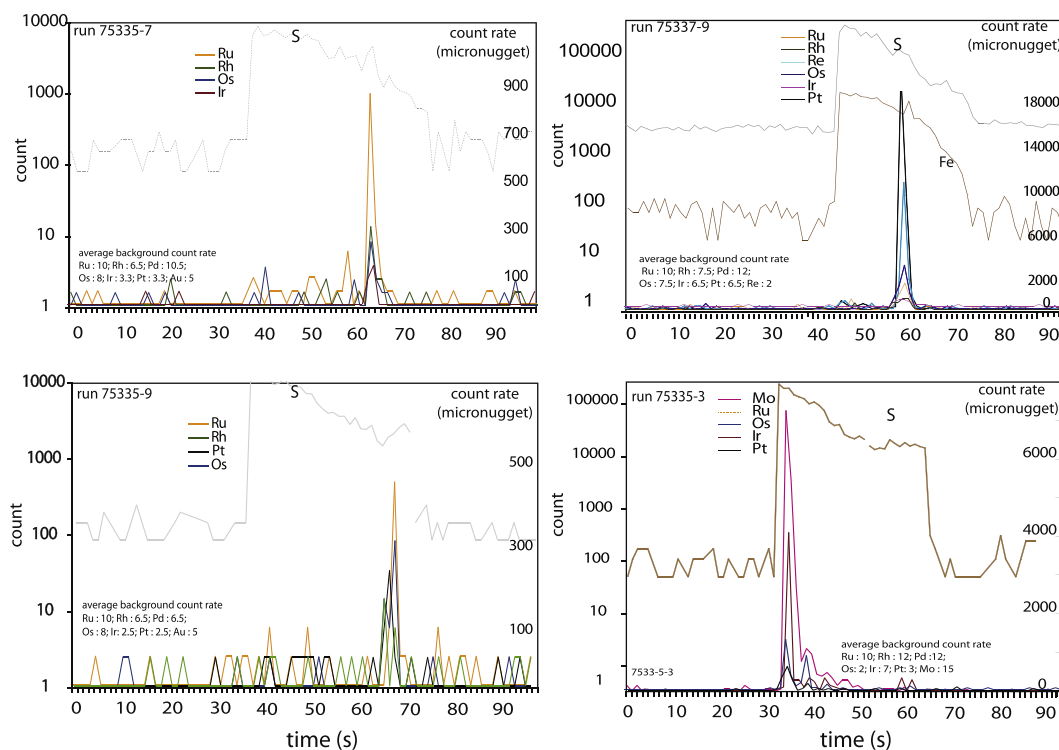 run 75335-7
S
count rate
(micronugget)
Ru
Rh
Os
Ir
10000
1000
100
10
1
count
900
700
500
300
100
average background count rate
Ru : 10; Rh : 6.5; Pd : 10.5;
Os : 8; Ir : 3.3; Pt : 3.3; Au : 5
0 10 20 30 40 50 60 70 80 90
run 75337-9
S
count rate
(micronugget)
Ru
Rh
Re
Os
Ir
Pt
Fe
100000
10000
1000
100
10
1
count
18000
14000
10000
6000
2000
0
average background count rate
Ru : 10; Rh : 7.5; Pd : 12;
Os : 7.5; Ir : 6.5; Pt : 6.5; Re : 2
0 10 20 30 40 50 60 70 80 90
run 75335-9
S
count rate
(micronugget)
Ru
Rh
Pt
Os
10000
1000
100
10
1
count
500
300
100
average background count rate
Ru : 10; Rh : 6.5; Pd : 6.5;
Os : 8; Ir: 2.5; Pt : 2.5; Au : 5
0 10 20 30 40 50 60 70 80 90
time (s)
run 75335-3
S
count rate
(micronugget)
Mo
Ru
Os
Ir
Pt
100000
10000
1000
100
10
1
count
6000
4000
2000
0
average background count rate
Ru : 10; Rh : 12; Pd :12;
Os: 2; Ir : 7; Pt: 3; Mo : 15
7533-5-3
0 10 20 30 40 50 60 70 80 90
time (s)